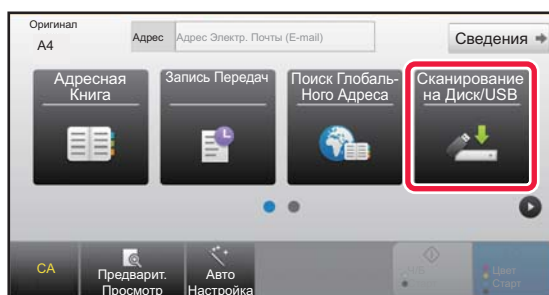 Оригинал
A4
Адрес
Адрес Электр. Почты (E-mail)
Сведения
Адресная
Книга
Запись Передач
Поиск Глобаль-
Ного Адреса
Сканирование
на Диск/USB
CA
Предварит.
Просмотр
Авто
Настройка
Ч/Б
Старт
Цвет
Старт